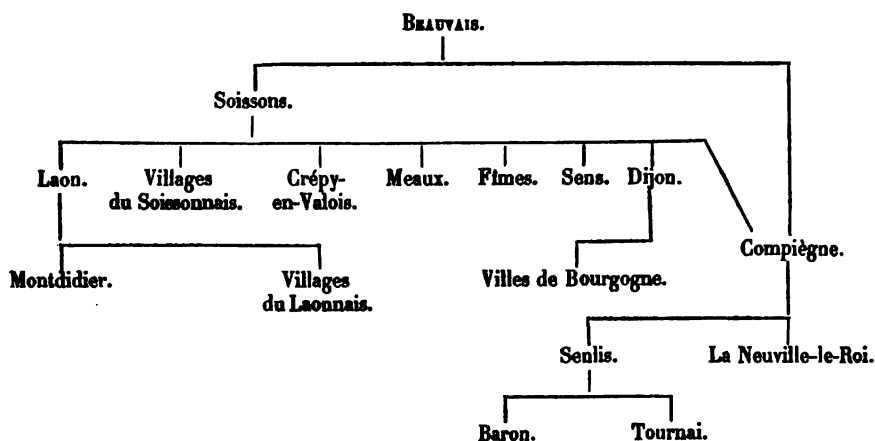 BEAUVAIS.
Soissons.
Laon.
Villages
du Soissonnais.
Crépy-
en-Valois.
Meaux.
Fîmes.
Sens.
Dijon.
Compiègne.
Montdidier.
Villages
du Laonnais.
Villes de Bourgogne.
Senlis.
La Neuville-le-Roi.
Baron.
Tournai.